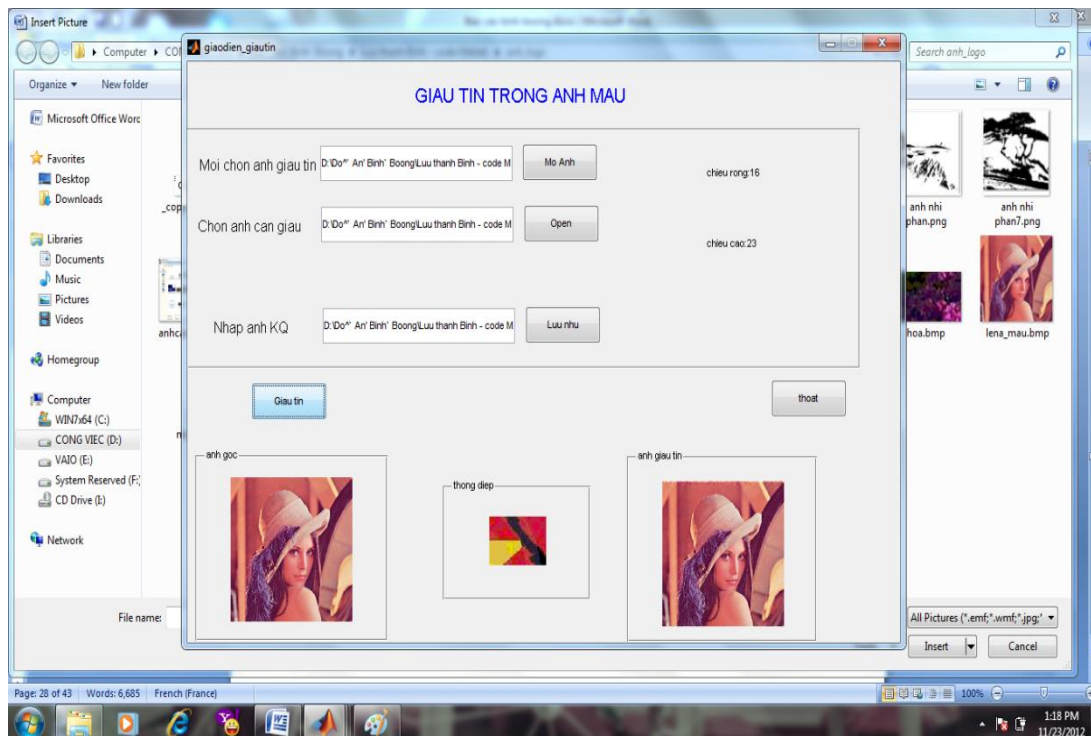 Insert Picture
Computer
giaodien_giautin
Search anh_logo
Organize
New folder
GIAU TIN TRONG ANH MAU
Microsoft Office Worc
Favorites
Desktop
Downloads
Libraries
Documents
Music
Pictures
Videos
Homegroup
Computer
WIN7x64 (C:)
CONG VIEC (D:)
VAIO (E:)
System Reserved (F:
CD Drive (I:)
Network
Moi chon anh giau tin
Mo Anh
chieu rong:16
Chon anh can giau
Open
chieu cao:23
Nhap anh KQ
Luu nhu
Giau tin
thoat
anh goc
thong diep
anh giau tin
anh nhi
phan.png
anh nhi
phan7.png
hoa.bmp
lena_mau.bmp
File name:
All Pictures (*.emf;*.wmf;*.jpg;*
Insert
Cancel
Page: 28 of 43
Words: 6,685
French (France)
100%
1:18 PM
11/23/2012